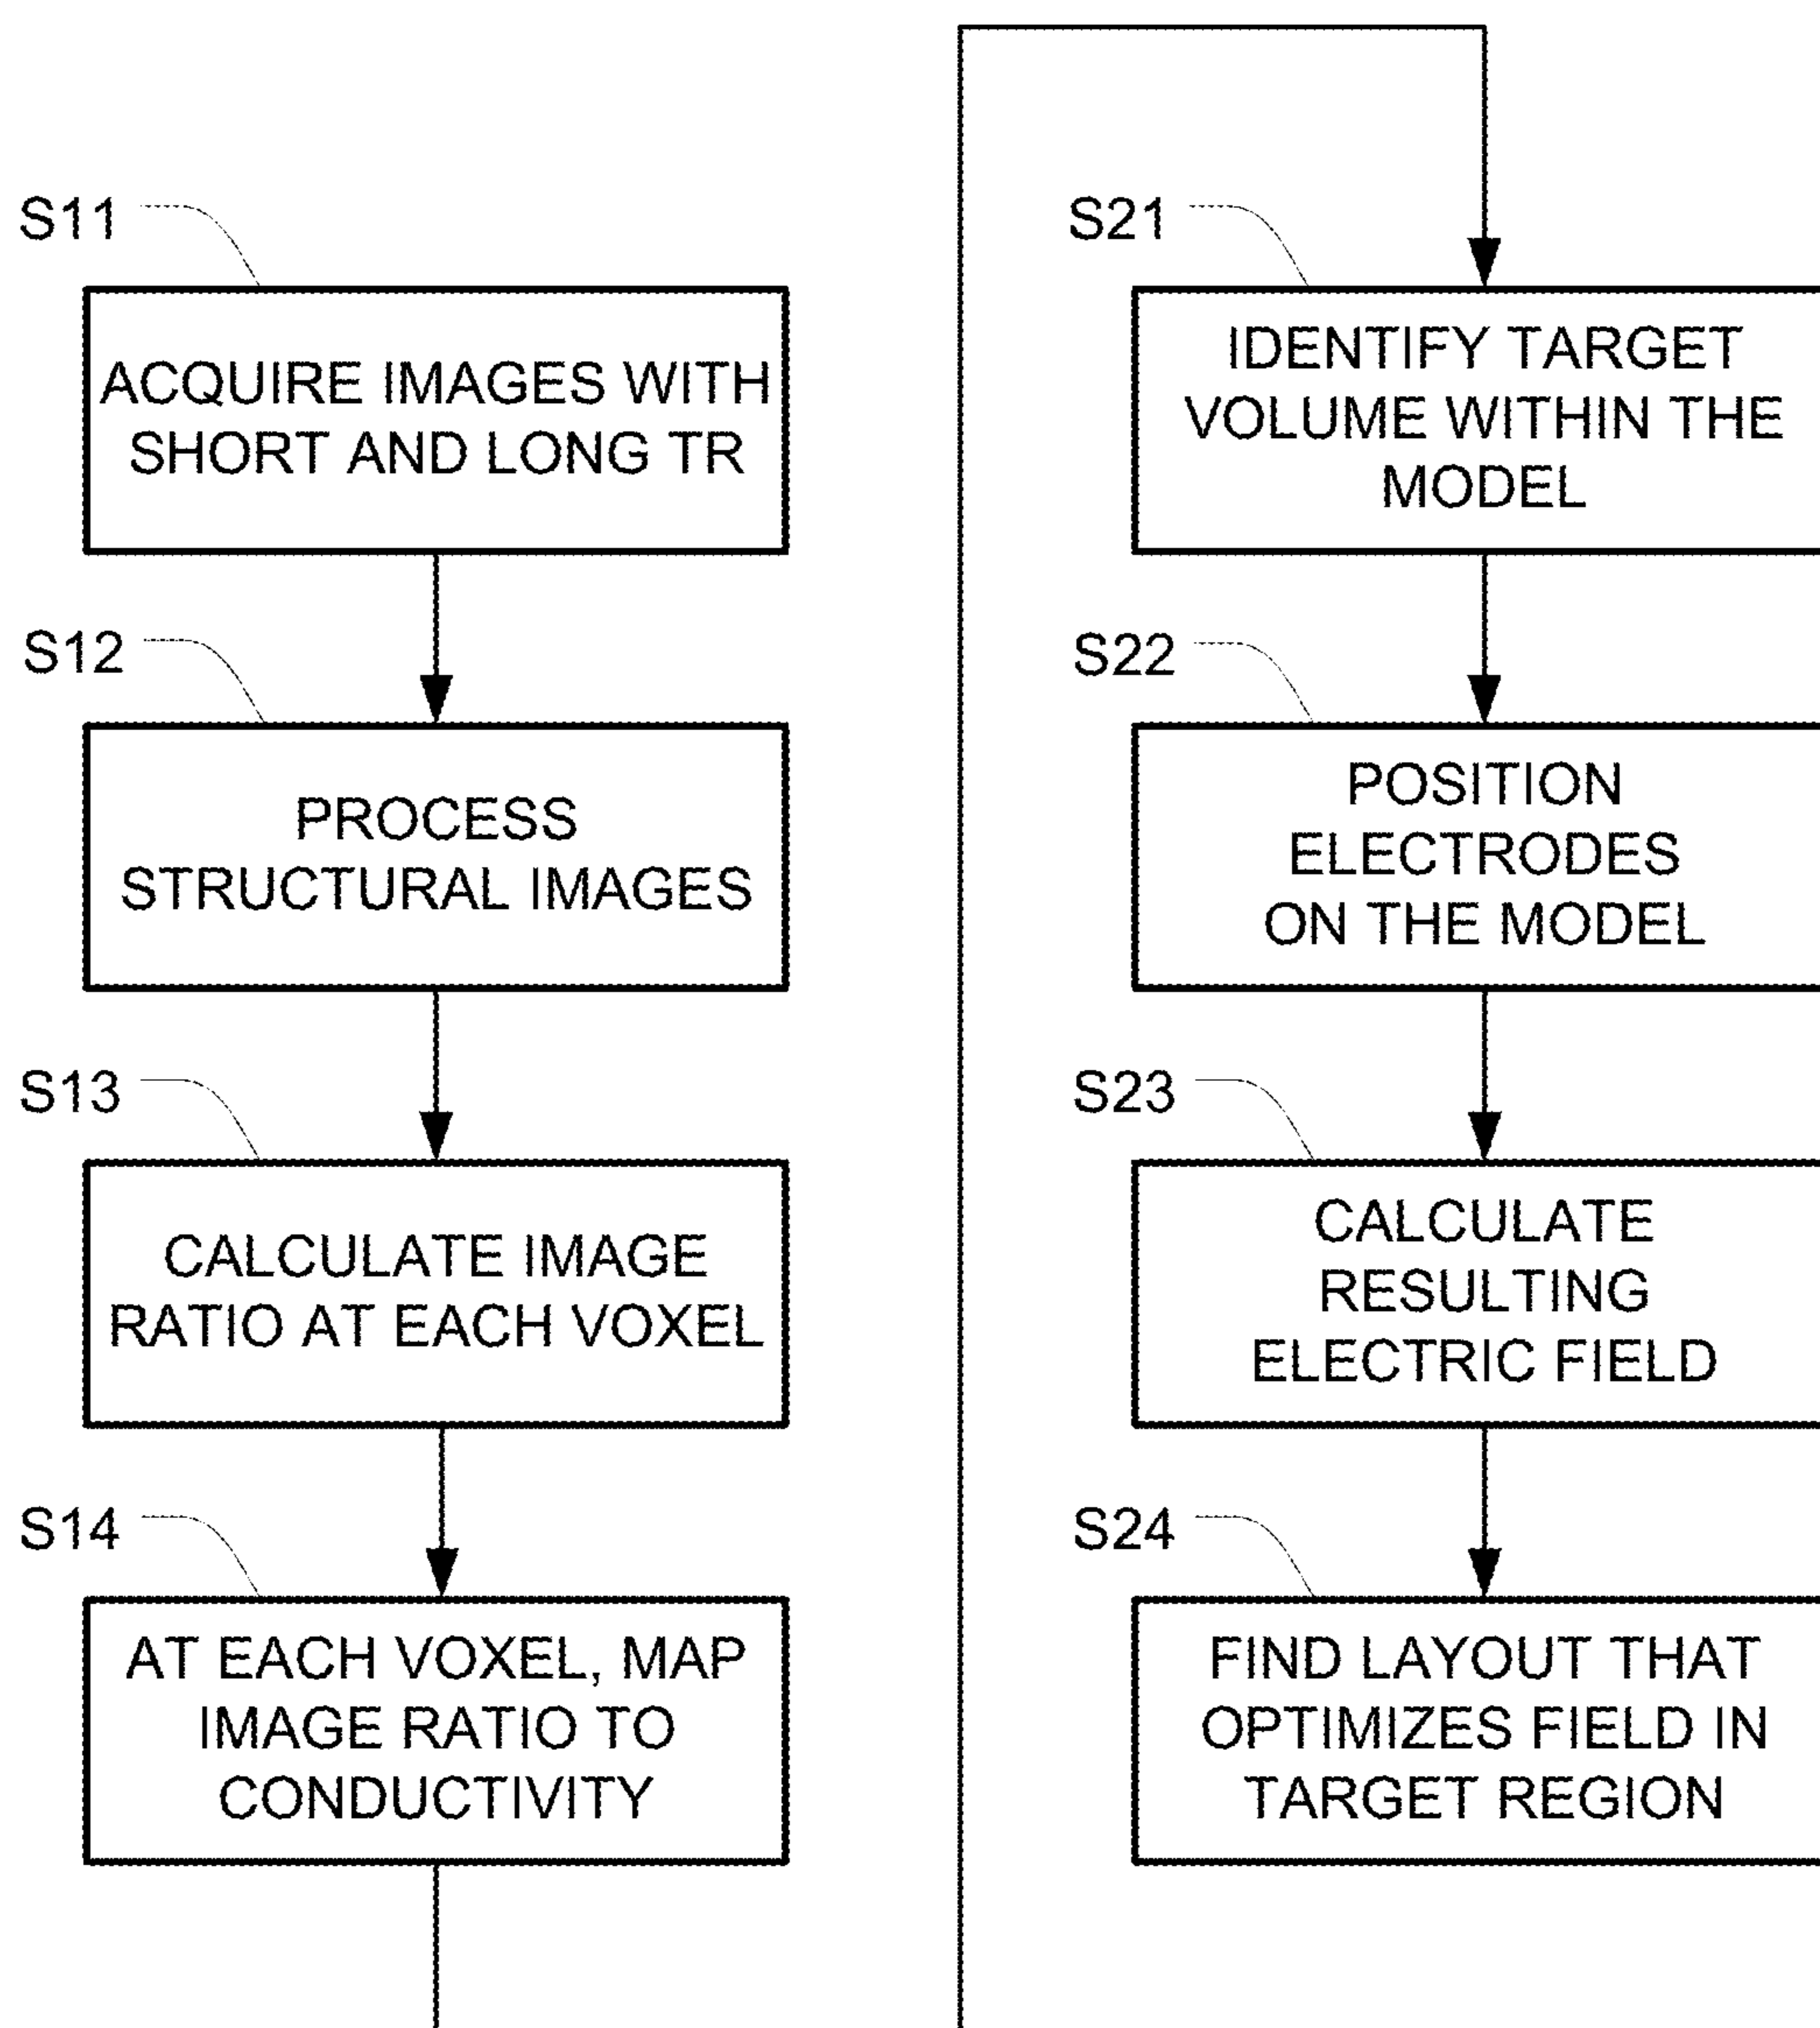 S11
ACQUIRE IMAGES WITH
SHORT AND LONG TR
S12
PROCESS
STRUCTURAL IMAGES
S13
CALCULATE IMAGE
RATIO AT EACH VOXEL
S14
AT EACH VOXEL, MAP
IMAGE RATIO TO
CONDUCTIVITY
S21
IDENTIFY TARGET
VOLUME WITHIN THE
MODEL
S22
POSITION
ELECTRODES
ON THE MODEL
S23
CALCULATE
RESULTING
ELECTRIC FIELD
S24
FIND LAYOUT THAT
OPTIMIZES FIELD IN
TARGET REGION